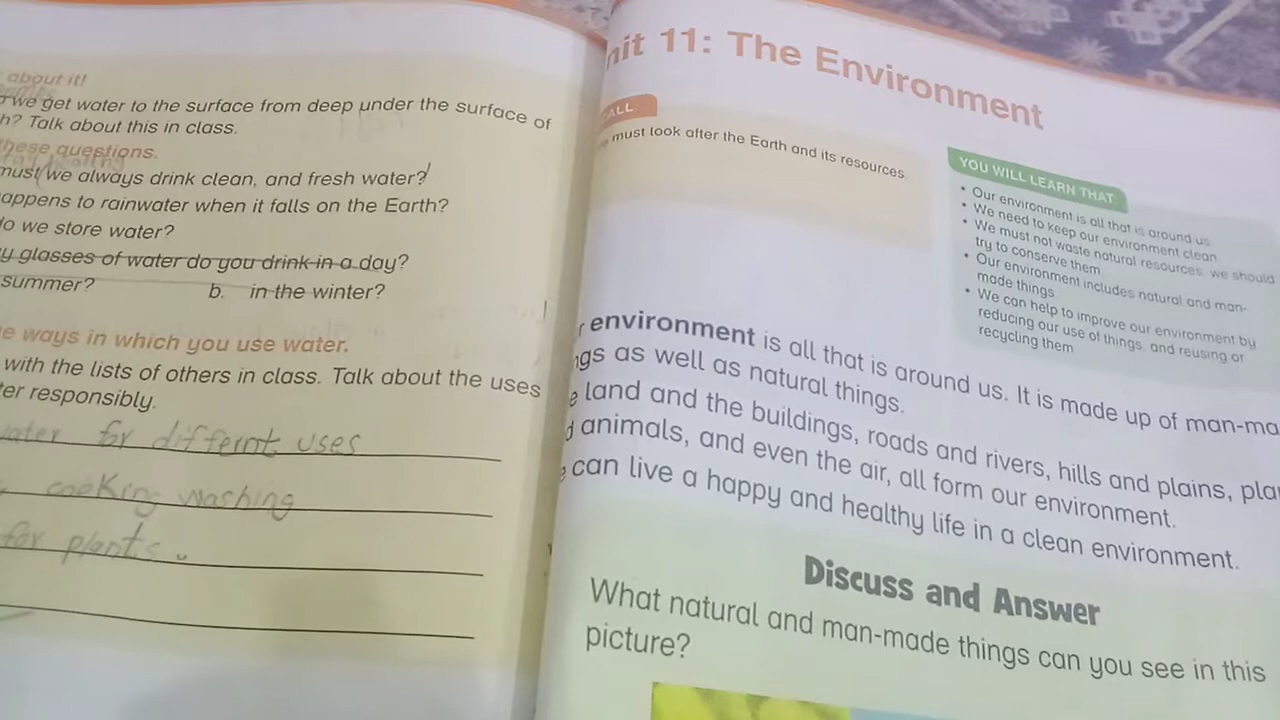 about it!
we get water to the surface from deep under the surface of
h? Talk about this in class.
these questions.
must we always drink clean, and fresh water?
appens to rainwater when it falls on the Earth?
do we store water?
y glasses of water do you drink in a day?
summer? b. in the winter?
e ways in which you use water.
with the lists of others in class. Talk about the uses
ter responsibly.
water for differnt uses
cooking washing
for plants.
nit 11: The Environment
ALL
must look after the Earth and its resources.
YOU WILL LEARN THAT
• Our environment is all that is around us.
• We need to keep our environment clean.
• We must not waste natural resources, we should
try to conserve them.
• Our environment includes natural and man-
made things
• We can help to improve our environment by
reducing our use of things, and reusing or
recycling them
r environment is all that is around us. It is made up of man-ma
ngs as well as natural things.
e land and the buildings, roads and rivers, hills and plains, pla
d animals, and even the air, all form our environment.
e can live a happy and healthy life in a clean environment.
Discuss and Answer
What natural and man-made things can you see in this
picture?